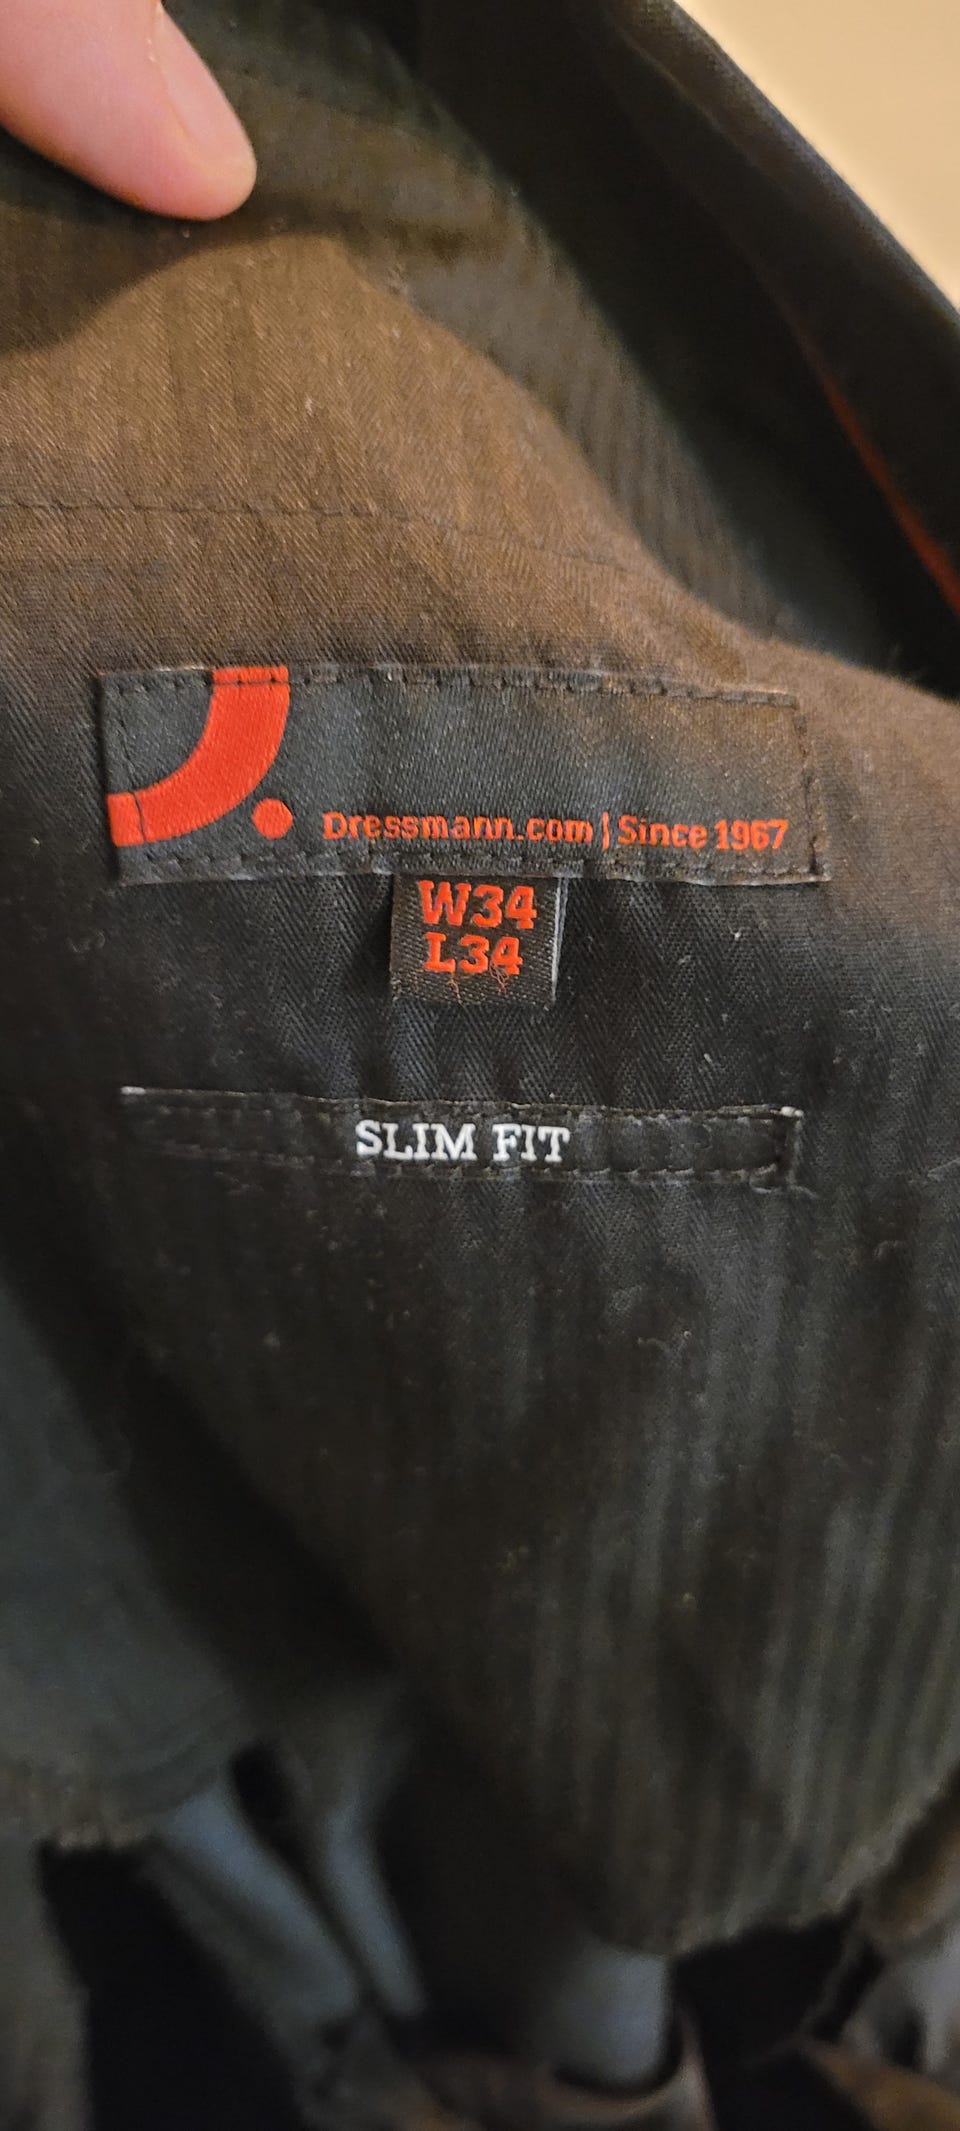 Dressmann.com | Since 1967
W34
L34
SLIM FIT